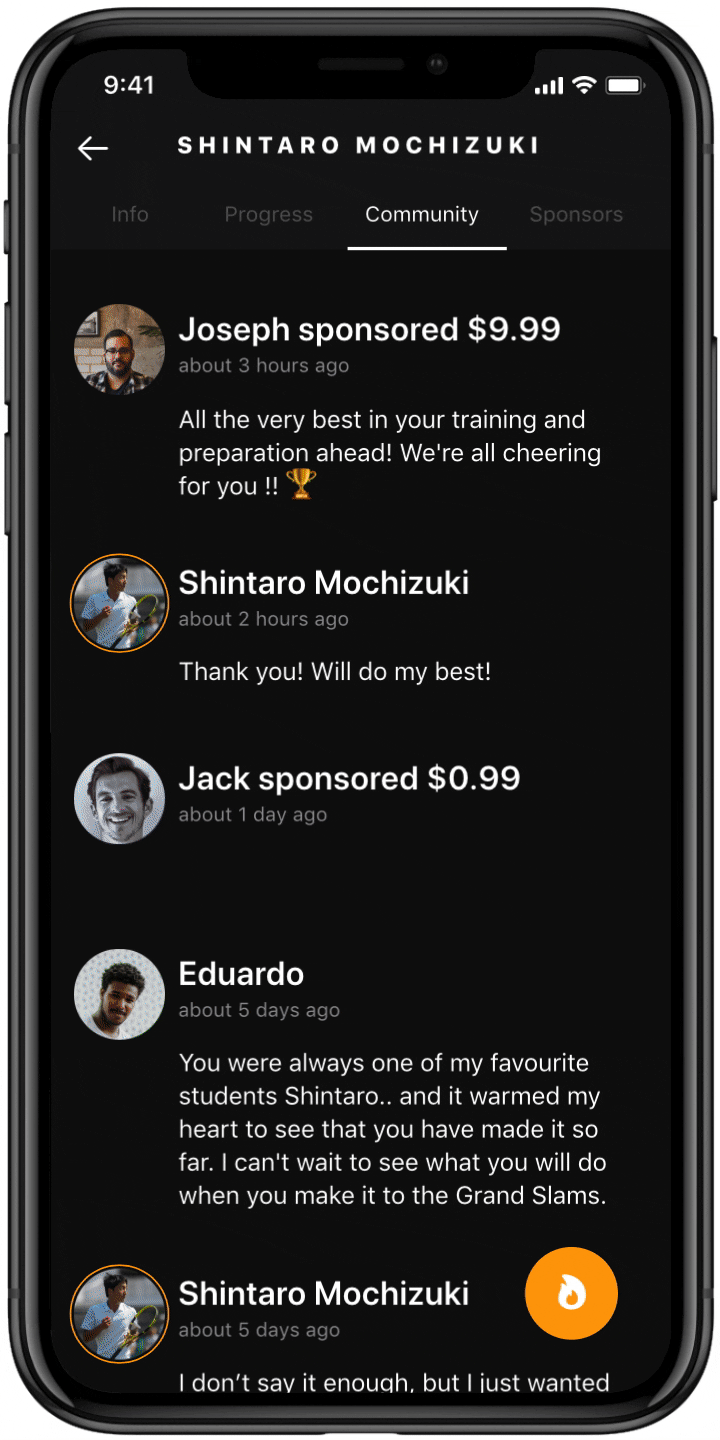 9:41
SHINTARO MOCHIZUKI
Info Progress Community Sponsors
Joseph sponsored $9.99
about 3 hours ago
All the very best in your training and
preparation ahead! We're all cheering
for you !! 🏆
Shintaro Mochizuki
about 2 hours ago
Thank you! Will do my best!
Jack sponsored $0.99
about 1 day ago
Eduardo
about 5 days ago
You were always one of my favourite
students Shintaro.. and it warmed my
heart to see that you have made it so
far. I can't wait to see what you will do
when you make it to the Grand Slams.
Shintaro Mochizuki
about 5 days ago
I don’t say it enough, but I just wanted